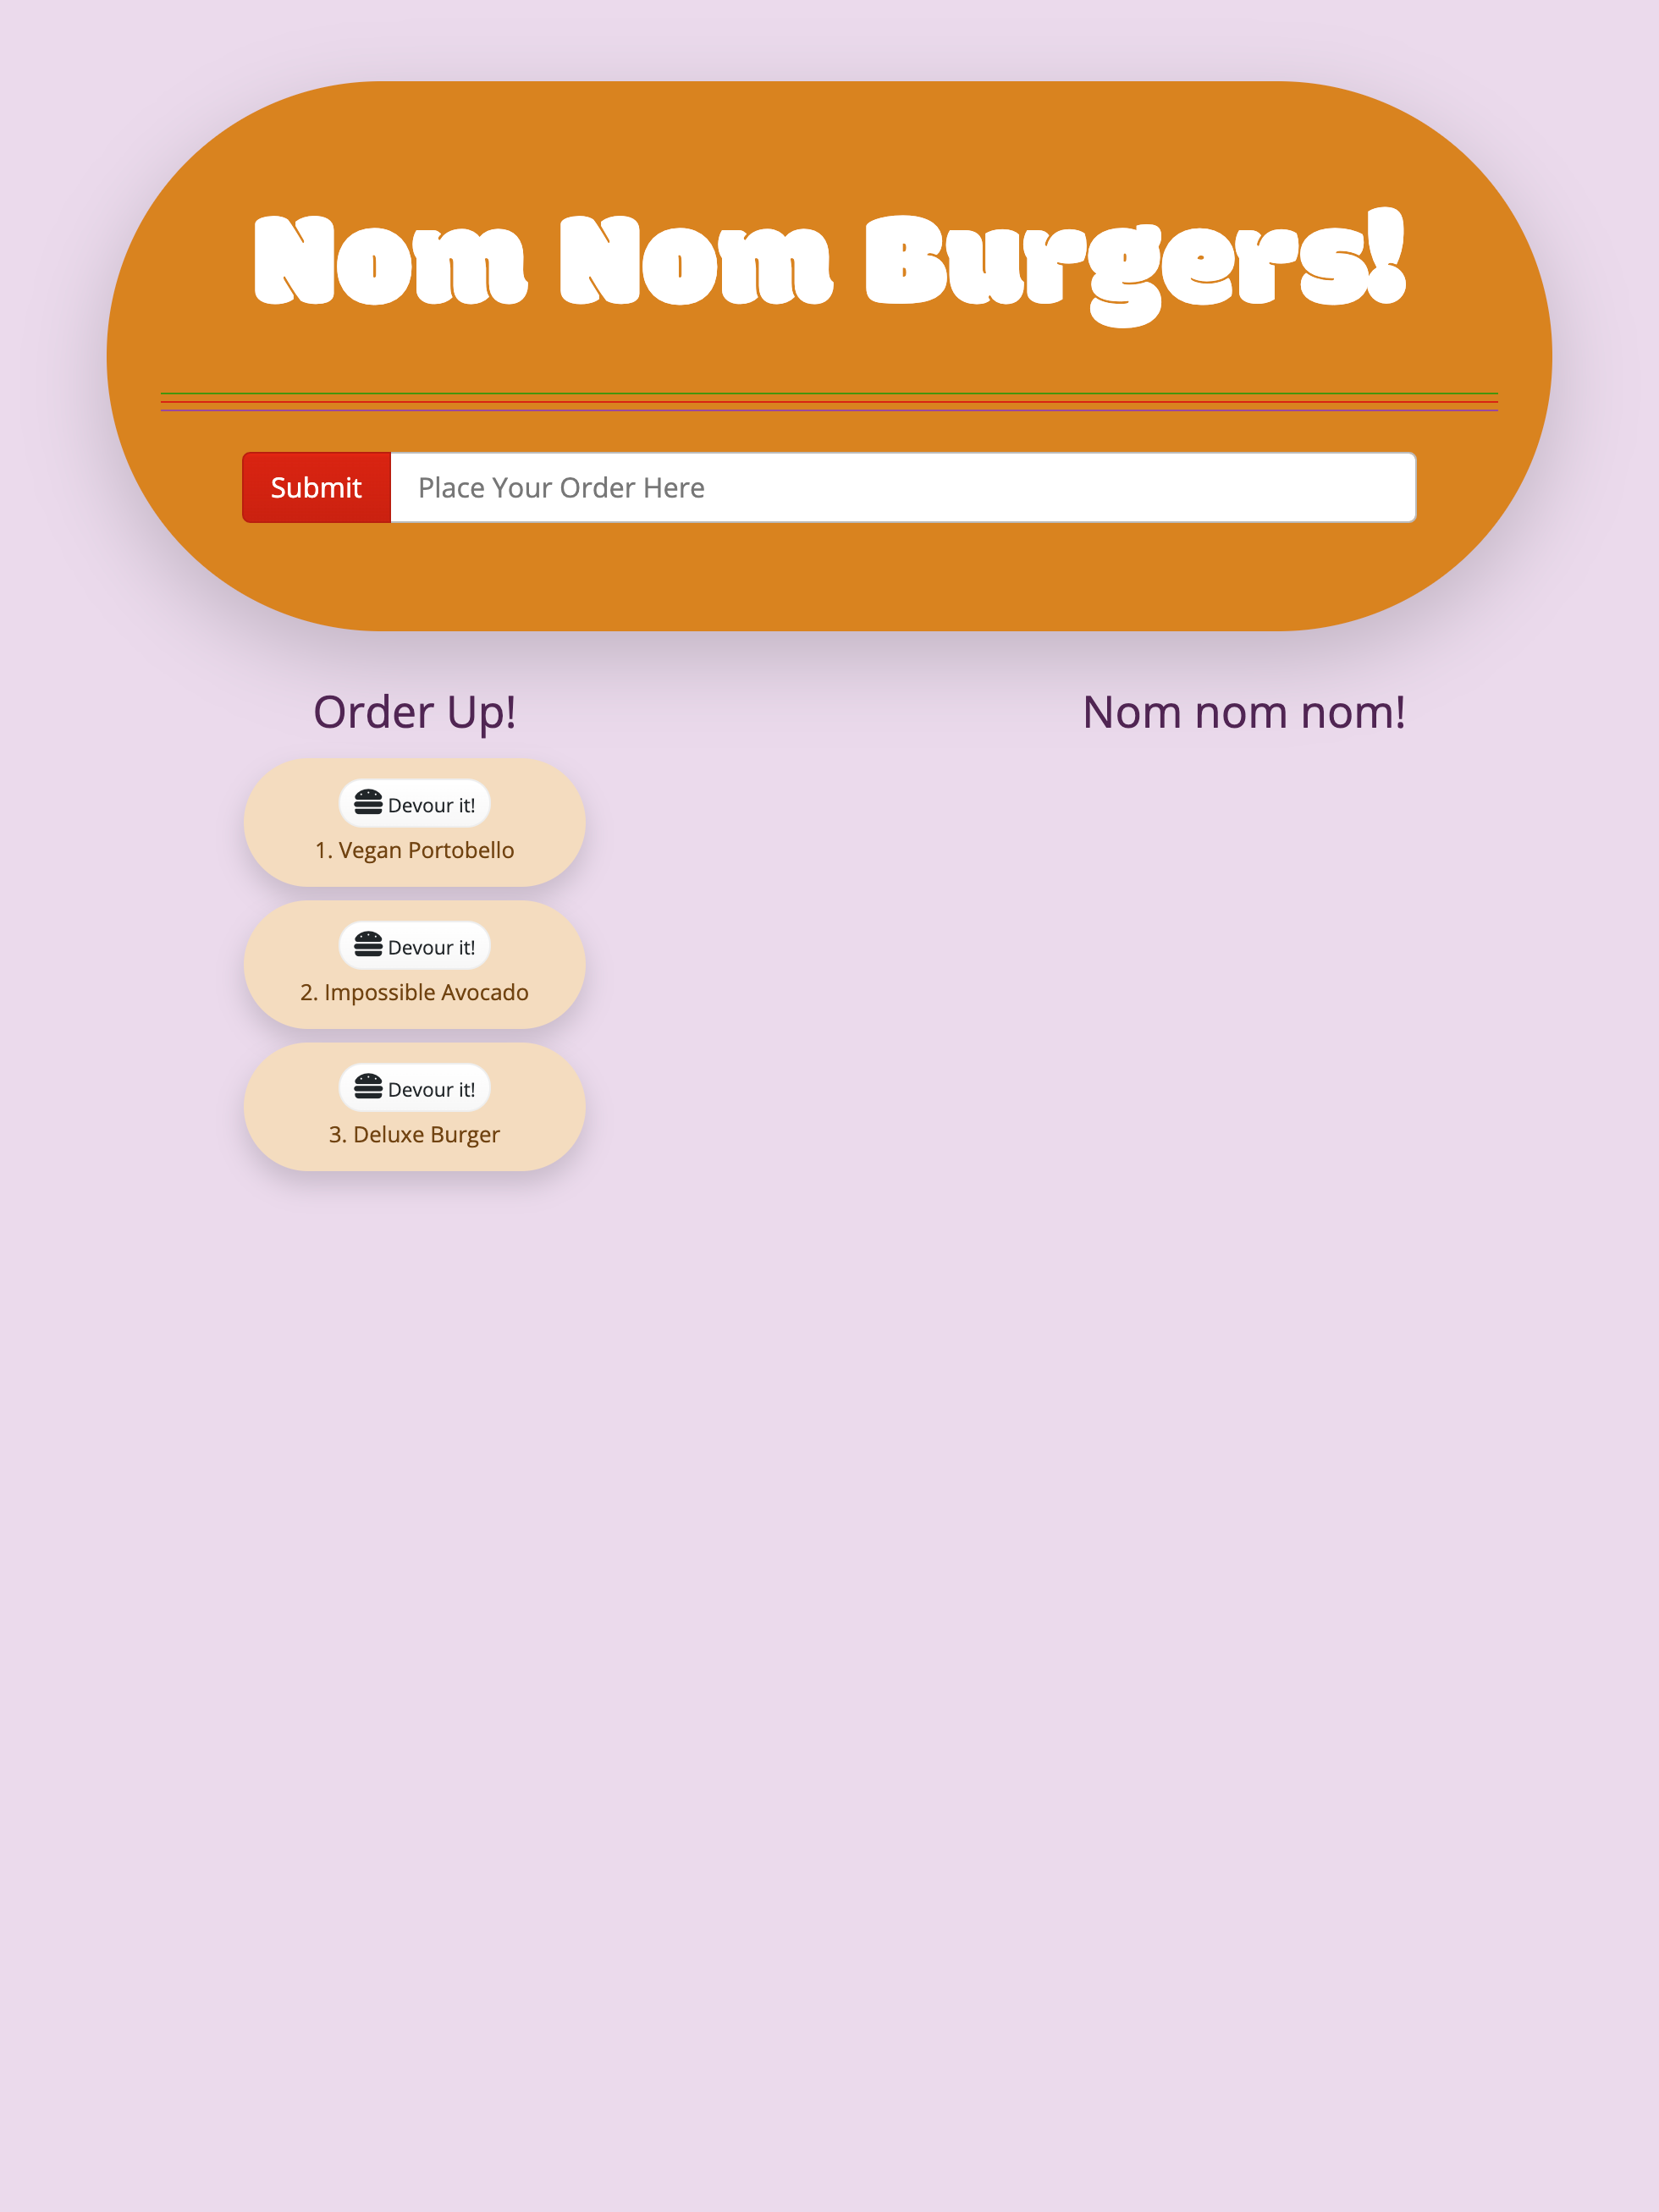 Nom Nom Burgers!
Submit
Place Your Order Here
Order Up!
Devour it!
1. Vegan Portobello
Devour it!
2. Impossible Avocado
Devour it!
3. Deluxe Burger
Nom nom nom!